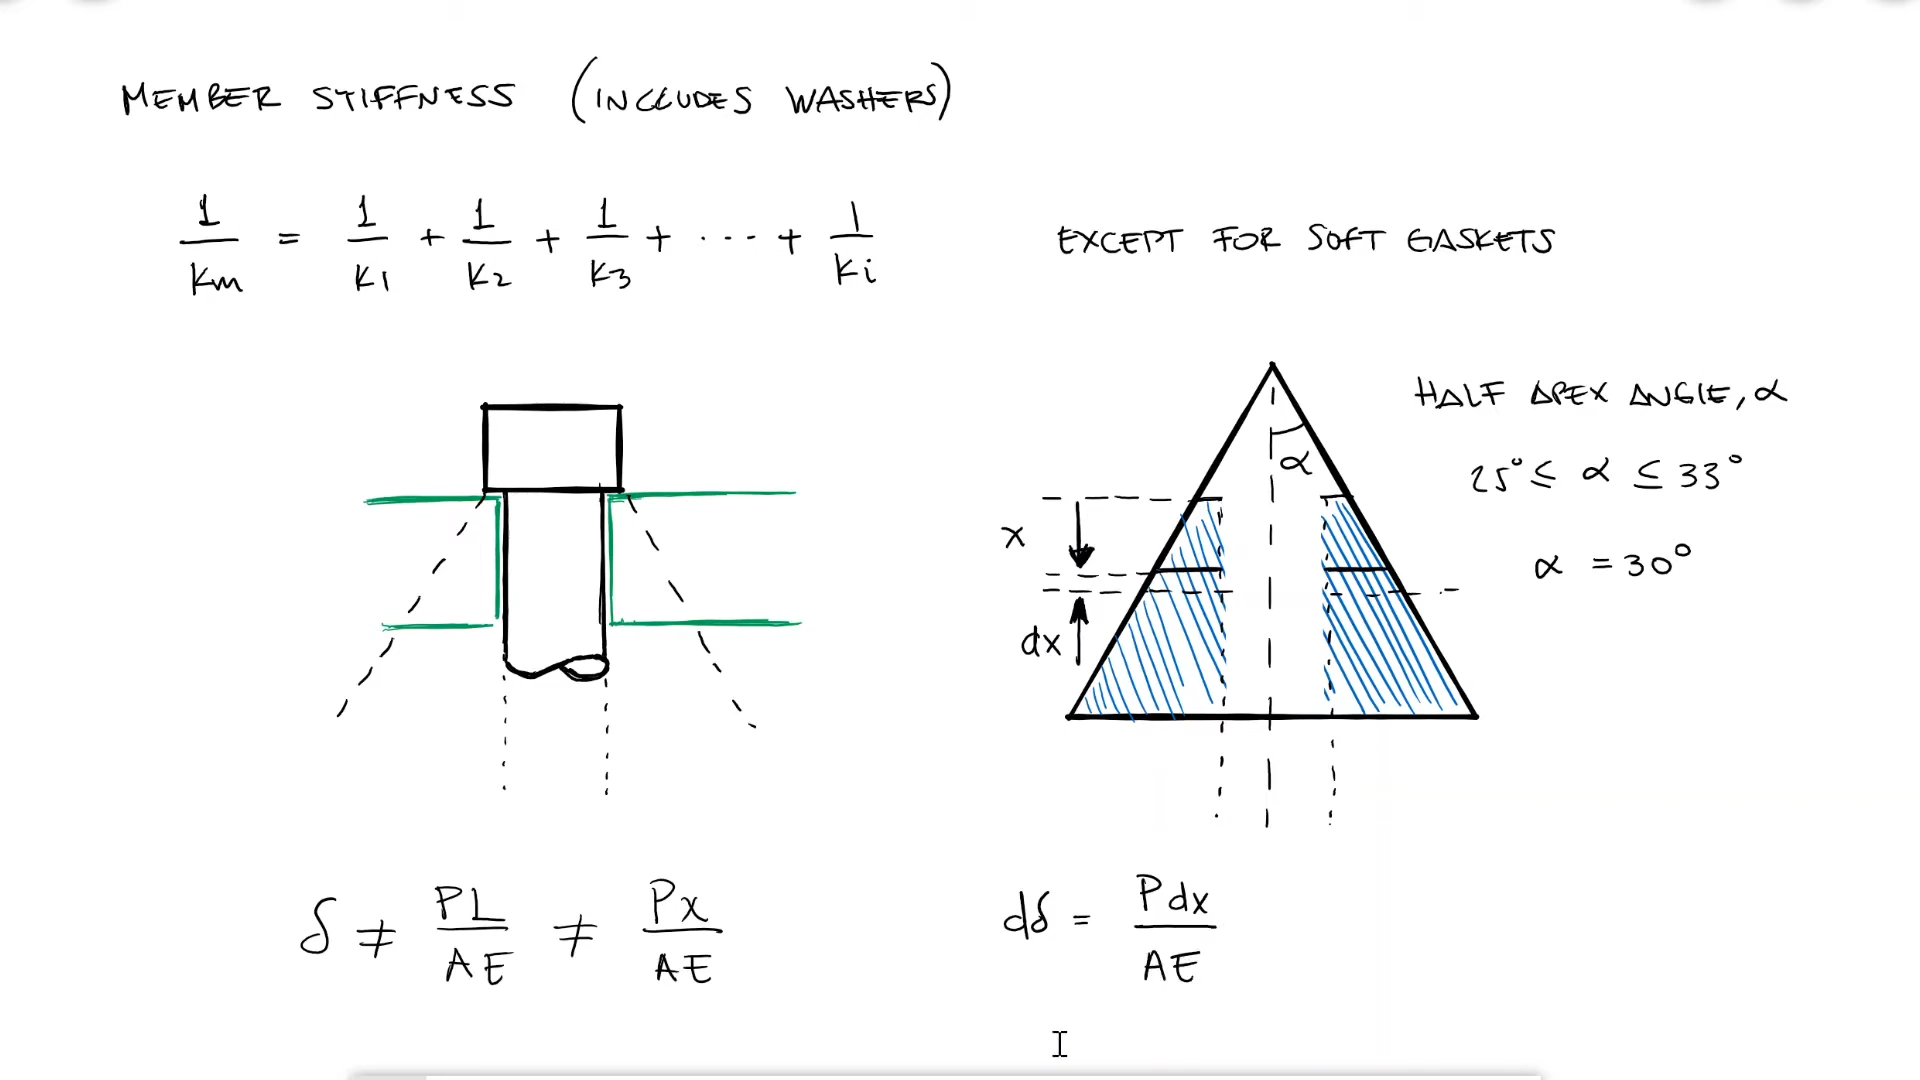 MEMBER STIFFNESS (INCLUDES WASHERS)
1/Km = 1/K1 + 1/K2 + 1/K3 + ... + 1/Ki
EXCEPT FOR SOFT GASKETS
HALF APEX ANGLE, α
25° ≤ α ≤ 33°
α = 30°
α
x
dx
δ ≠ PL/AE ≠ Px/AE
dδ = Pdx/AE